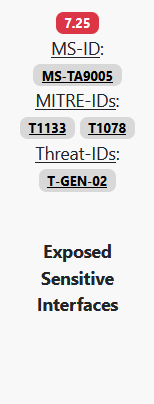 7.25
MS-ID:
MS-TA9005
MITRE-IDs:
T1133 T1078
Threat-IDs:
T-GEN-02
Exposed
Sensitive
Interfaces